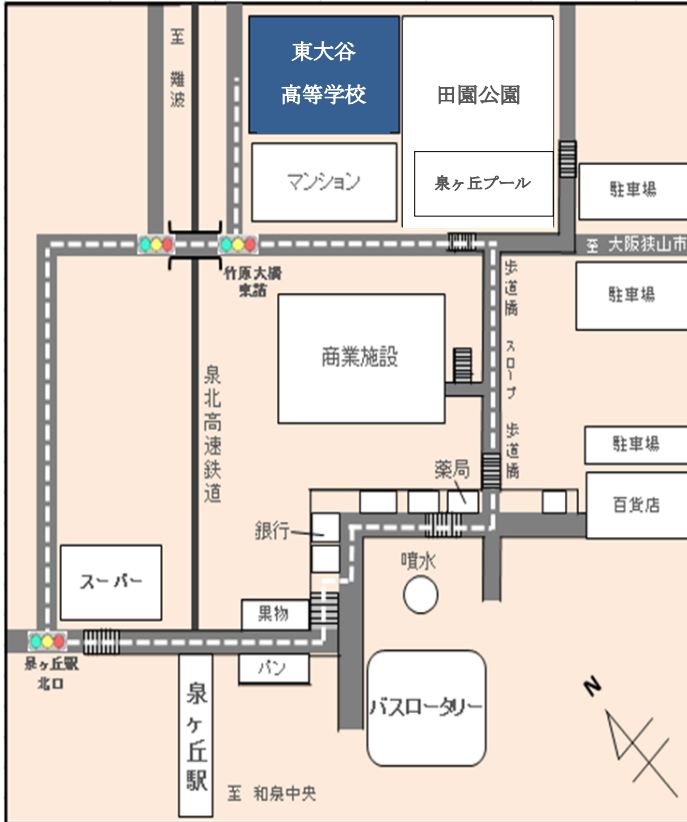 至 難波
東大谷
高等学校
田園公園
マンション
泉ヶ丘プール
駐車場
至 大阪狭山市
竹原大橋
東詰
歩道橋 スロープ 歩道橋
駐車場
商業施設
泉北高速鉄道
駐車場
薬局
百貨店
銀行
噴水
スーパー
果物
泉ヶ丘駅
北口
パン
泉ヶ丘駅
バスロータリー
N
至 和泉中央